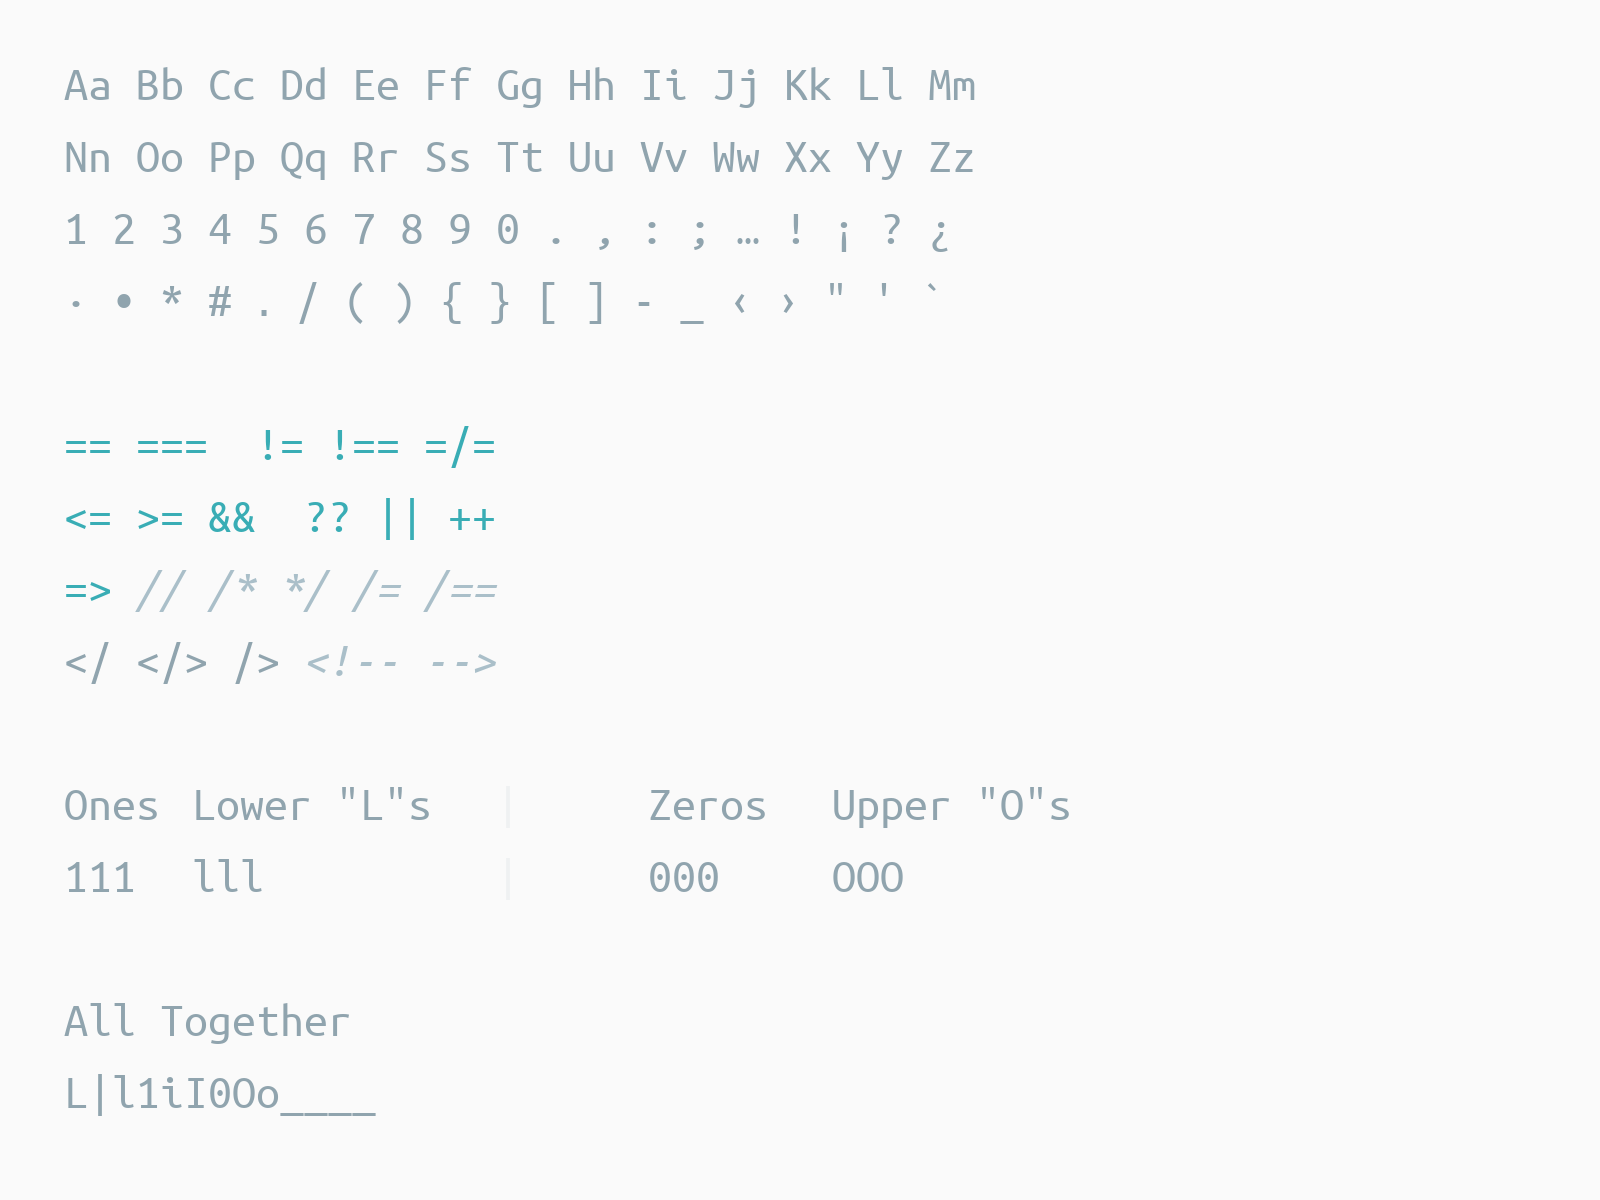 Aa Bb Cc Dd Ee Ff Gg Hh Ii Jj Kk Ll Mm
Nn Oo Pp Qq Rr Ss Tt Uu Vv Ww Xx Yy Zz
1 2 3 4 5 6 7 8 9 0 . , : ; … ! ¡ ? ¿
· • * # . / ( ) { } [ ] - _ ‹ › " ' `
== ===  != !== =/=
<= >= &&  ?? || ++
=> // /* */ /= /==
</ </> /> <!-- -->
Ones Lower "L"s | Zeros Upper "O"s
111 lll | 000 OOO
All Together
L|l1iI0Oo____